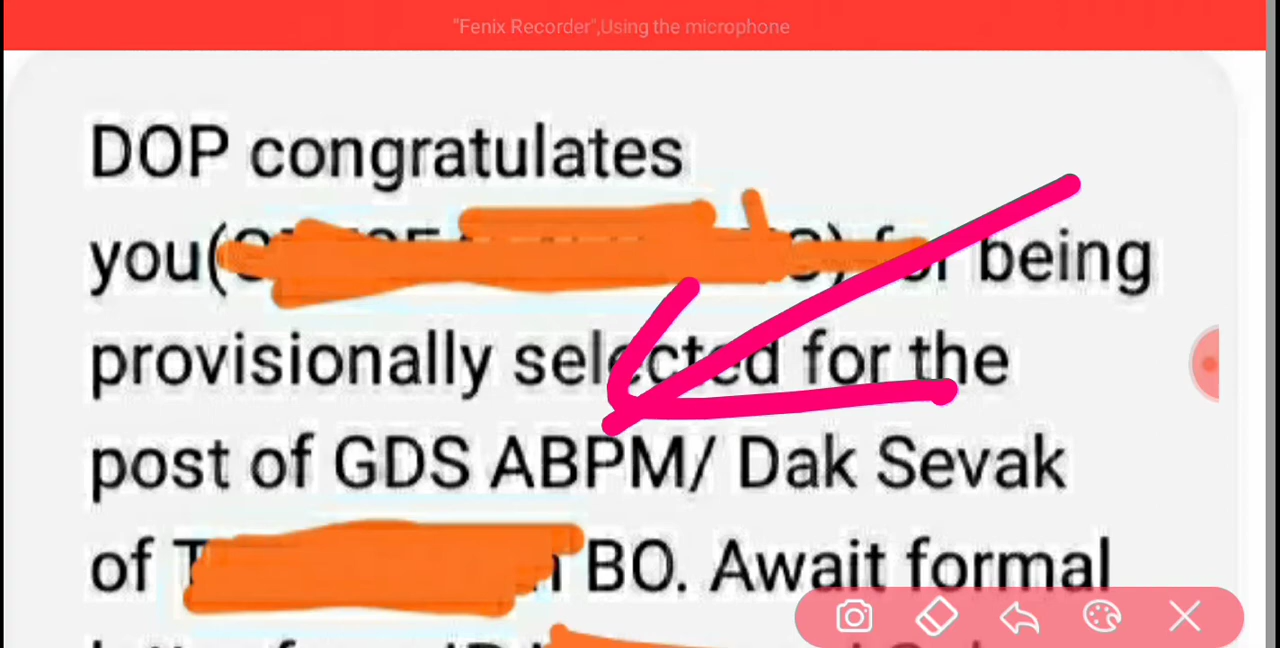 "Fenix Recorder",Using the microphone
DOP congratulates
you( for being
provisionally selected for the
post of GDS ABPM/ Dak Sevak
of BO. Await formal